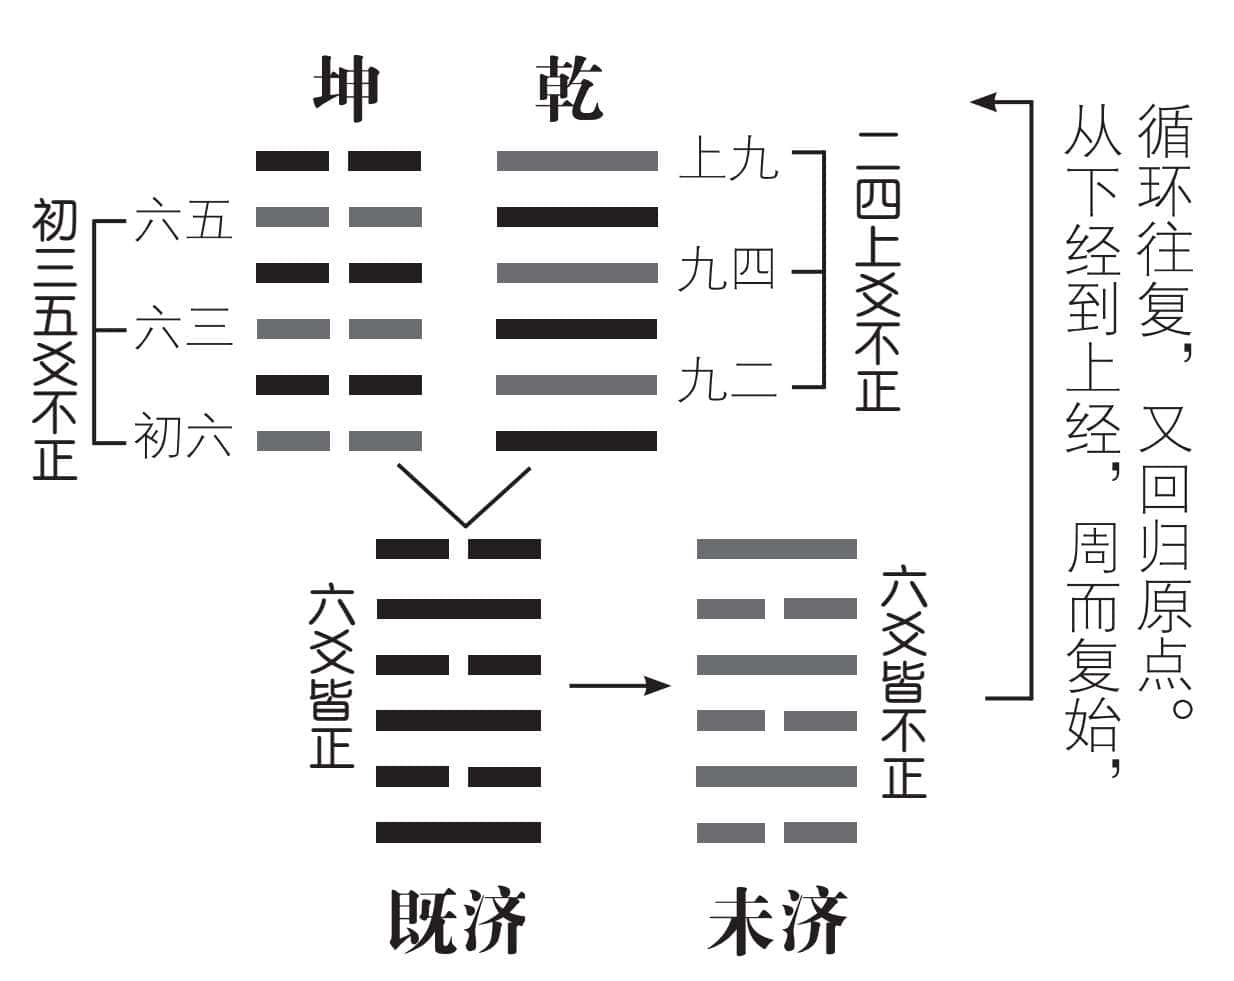 坤
乾
初三五爻不正
六五
六三
初六
上九
九四
九二
二四上爻不正
六爻皆正
六爻皆不正
既济
未济
循环往复，又回归原点。
从下经到上经，周而复始，